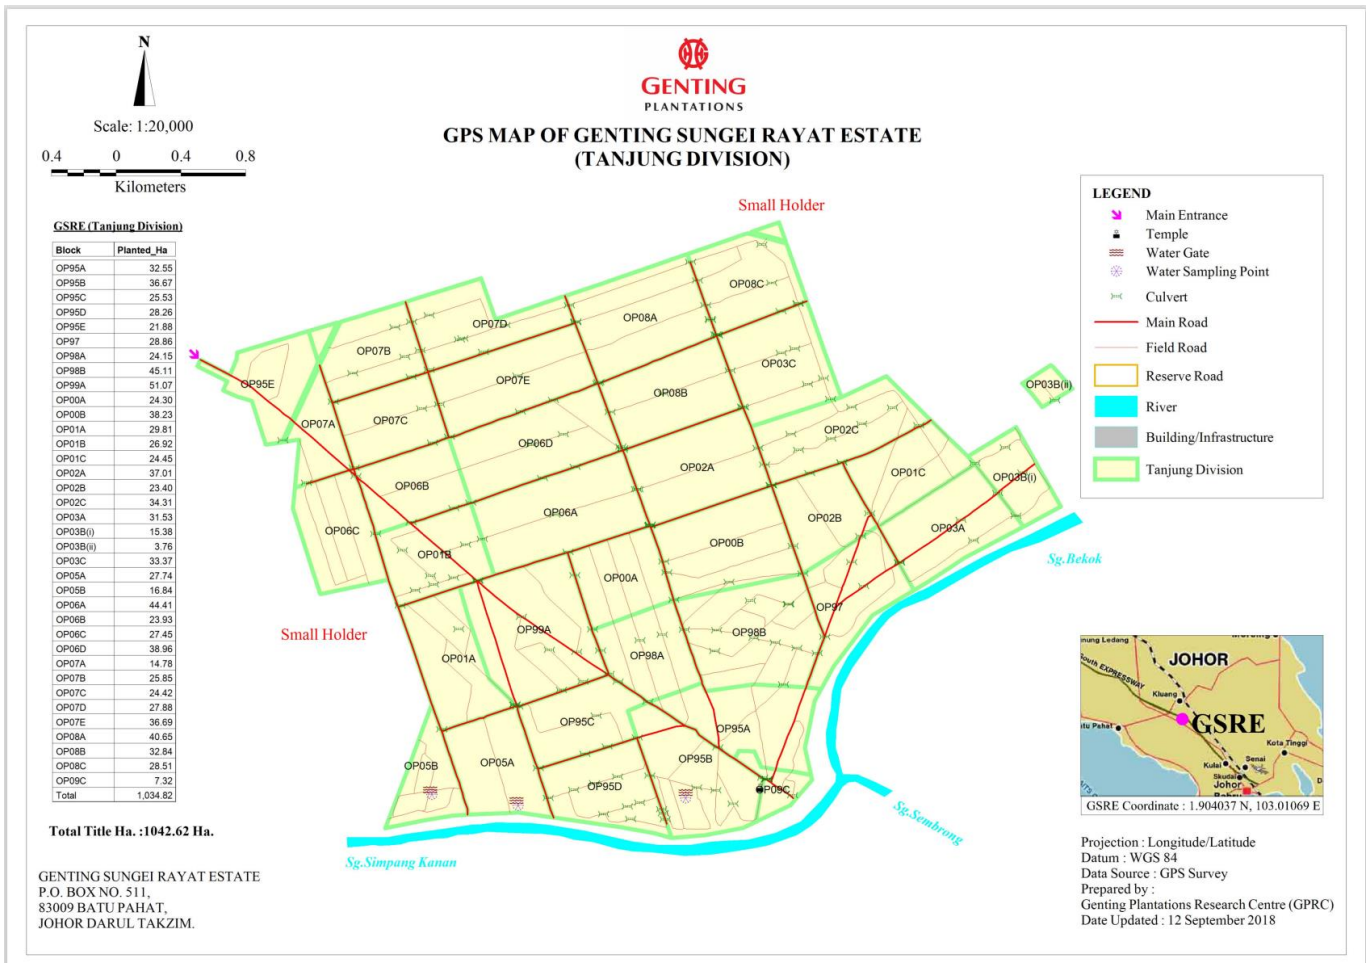 N
Scale: 1:20,000
0.4 0 0.4 0.8
Kilometers
GENTING
PLANTATIONS
GPS MAP OF GENTING SUNGEI RAYAT ESTATE
(TANJUNG DIVISION)
GSRE (Tanjung Division)
Block Planted_Ha
OP95A 32.55
OP95B 36.67
OP95C 25.53
OP95D 28.26
OP95E 21.88
OP97 28.86
OP98A 24.15
OP98B 45.11
OP99A 51.07
OP00A 24.30
OP00B 38.23
OP01A 29.81
OP01B 26.92
OP01C 24.45
OP02A 37.01
OP02B 23.40
OP02C 34.31
OP03A 31.53
OP03B(i) 15.38
OP03B(ii) 3.76
OP03C 33.37
OP05A 27.74
OP05B 16.84
OP06A 44.41
OP06B 23.93
OP06C 27.45
OP06D 38.96
OP07A 14.78
OP07B 25.85
OP07C 24.42
OP07D 27.88
OP07E 36.69
OP08A 40.65
OP08B 32.84
OP08C 28.51
OP09C 7.32
Total 1,034.82
Total Title Ha. :1042.62 Ha.
GENTING SUNGEI RAYAT ESTATE
P.O. BOX NO. 511,
83009 BATU PAHAT,
JOHOR DARUL TAKZIM.
Small Holder
OP08C
OP08A
OP07D
OP07B
OP03C
OP07E
OP95E
OP03B(ii)
OP08B
OP07A
OP07C
OP02C
OP06D
OP02A
OP01C
OP03B(i)
OP06B
OP06A
OP02B
OP06C
OP03A
OP00B
OP01B
Sg.Bekok
OP00A
OP97
Small Holder
OP99A
OP98B
OP98A
OP01A
OP95C
OP95A
OP95B
OP05B
OP05A
OP95D
OP09C
Sg.Sembrong
Sg.Simpang Kanan
LEGEND
Main Entrance
Temple
Water Gate
Water Sampling Point
Culvert
Main Road
Field Road
Reserve Road
River
Building/Infrastructure
Tanjung Division
nung Ledang
JOHOR
South EXPRESSWAY
Kluang
GSRE
tu Pahat
Kota Tinggi
Senai
Kulai
Skudai
Johor
GSRE Coordinate : 1.904037 N, 103.01069 E
Projection : Longitude/Latitude
Datum : WGS 84
Data Source : GPS Survey
Prepared by :
Genting Plantations Research Centre (GPRC)
Date Updated : 12 September 2018